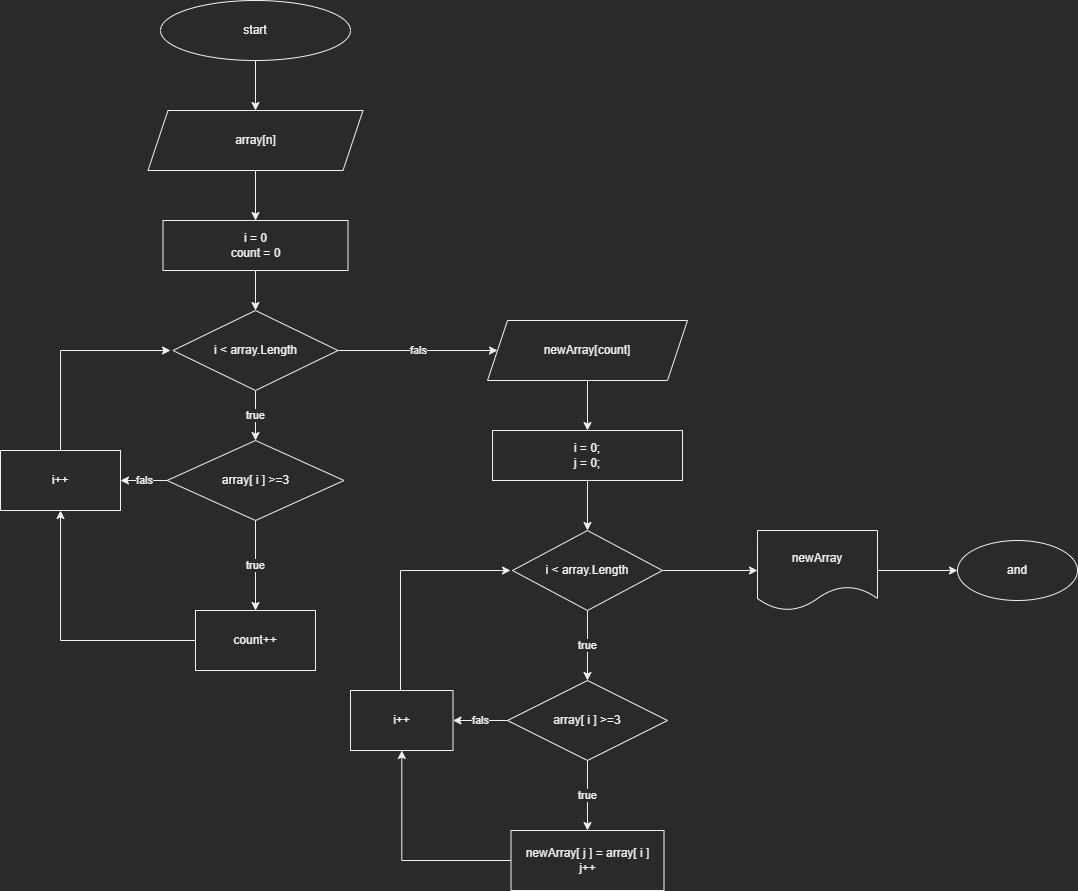 start
array[n]
i = 0
count = 0
i < array.Length
fals
true
array[ i ] >=3
fals
i++
true
count++
newArray[count]
i = 0;
j = 0;
i < array.Length
newArray
and
true
array[ i ] >=3
fals
i++
true
newArray[ j ] = array[ i ]
j++